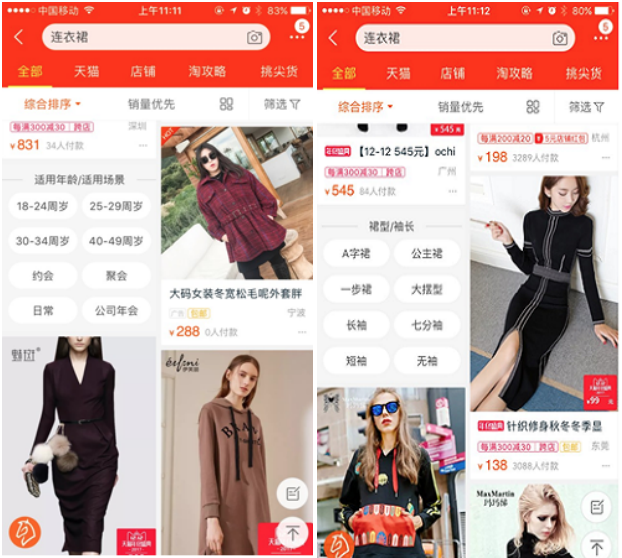 中国移动 上午11:11 83%
连衣裙
5
全部 天猫 店铺 淘攻略 挑尖货
综合排序 销量优先 筛选
每满300减30 跨店 深圳
¥831 34人付款
适用年龄/适用场景
18-24周岁 25-29周岁
30-34周岁 40-49周岁
约会 聚会
日常 公司年会
HOT
大码女装冬宽松毛呢外套胖
广告 包邮 宁波
¥288 0人付款
中国移动 上午11:12 80%
连衣裙
5
全部 天猫 店铺 淘攻略 挑尖货
综合排序 销量优先 筛选
【12-12 545元】ochi
每满300减30 跨店 广州
¥545 84人付款
裙型/袖长
A字裙 公主裙
一步裙 大摆型
长袖 七分袖
短袖 无袖
每满200减20 5元店铺红包 杭州
¥198 3289人付款
¥99
针织修身秋冬冬季显
每满300减30 跨店 包邮 东莞
¥138 3088人付款
MaxMartin
玛玛绨